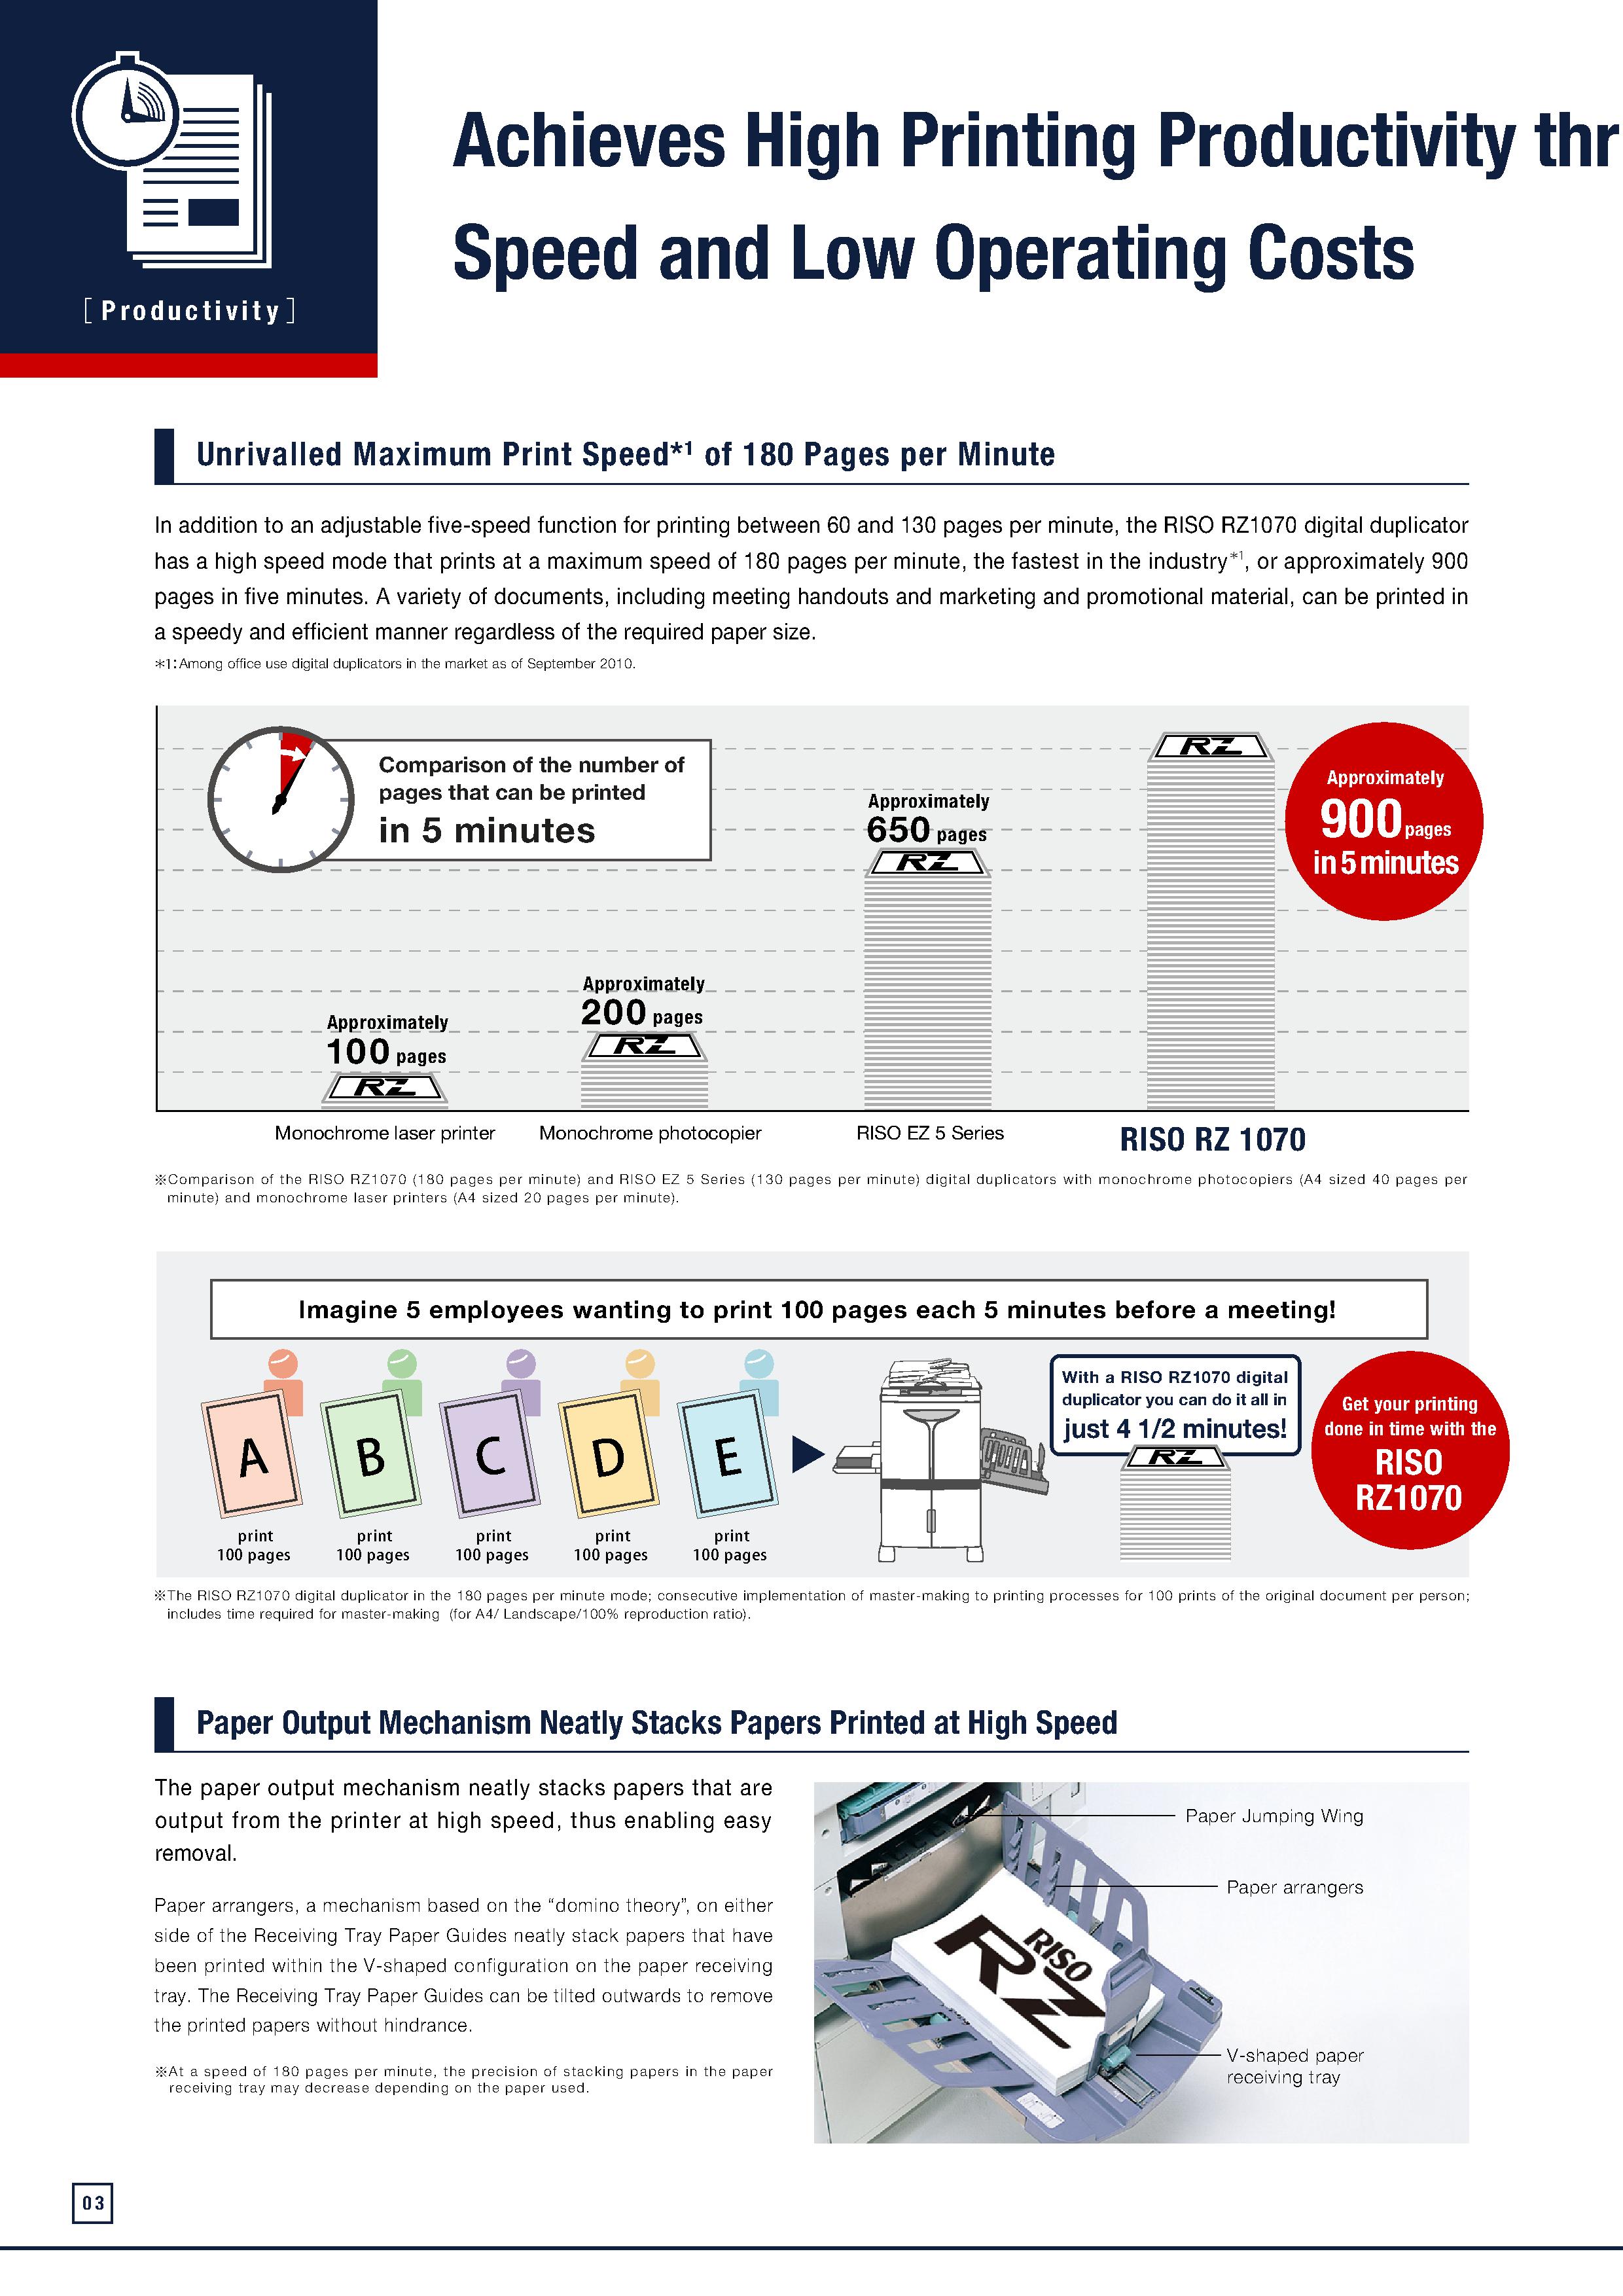 [Productivity]
Achieves High Printing Productivity thr
Speed and Low Operating Costs
Unrivalled Maximum Print Speed*1 of 180 Pages per Minute
In addition to an adjustable five-speed function for printing between 60 and 130 pages per minute, the RISO RZ1070 digital duplicator
has a high speed mode that prints at a maximum speed of 180 pages per minute, the fastest in the industry*1, or approximately 900
pages in five minutes. A variety of documents, including meeting handouts and marketing and promotional material, can be printed in
a speedy and efficient manner regardless of the required paper size.
*1: Among office use digital duplicators in the market as of September 2010.
Comparison of the number of
pages that can be printed
in 5 minutes
Approximately
100 pages
RZ
Approximately
200 pages
RZ
Approximately
650 pages
RZ
RZ
Approximately
900 pages
in 5 minutes
Monochrome laser printer
Monochrome photocopier
RISO EZ 5 Series
RISO RZ 1070
※Comparison of the RISO RZ1070 (180 pages per minute) and RISO EZ 5 Series (130 pages per minute) digital duplicators with monochrome photocopiers (A4 sized 40 pages per
minute) and monochrome laser printers (A4 sized 20 pages per minute).
Imagine 5 employees wanting to print 100 pages each 5 minutes before a meeting!
A
B
C
D
E
print
100 pages
print
100 pages
print
100 pages
print
100 pages
print
100 pages
With a RISO RZ1070 digital
duplicator you can do it all in
just 4 1/2 minutes!
RZ
Get your printing
done in time with the
RISO
RZ1070
※The RISO RZ1070 digital duplicator in the 180 pages per minute mode; consecutive implementation of master-making to printing processes for 100 prints of the original document per person;
includes time required for master-making (for A4/ Landscape/100% reproduction ratio).
Paper Output Mechanism Neatly Stacks Papers Printed at High Speed
The paper output mechanism neatly stacks papers that are
output from the printer at high speed, thus enabling easy
removal.
Paper arrangers, a mechanism based on the “domino theory”, on either
side of the Receiving Tray Paper Guides neatly stack papers that have
been printed within the V-shaped configuration on the paper receiving
tray. The Receiving Tray Paper Guides can be tilted outwards to remove
the printed papers without hindrance.
※At a speed of 180 pages per minute, the precision of stacking papers in the paper
receiving tray may decrease depending on the paper used.
Paper Jumping Wing
Paper arrangers
RISO
RZ
V-shaped paper
receiving tray
03